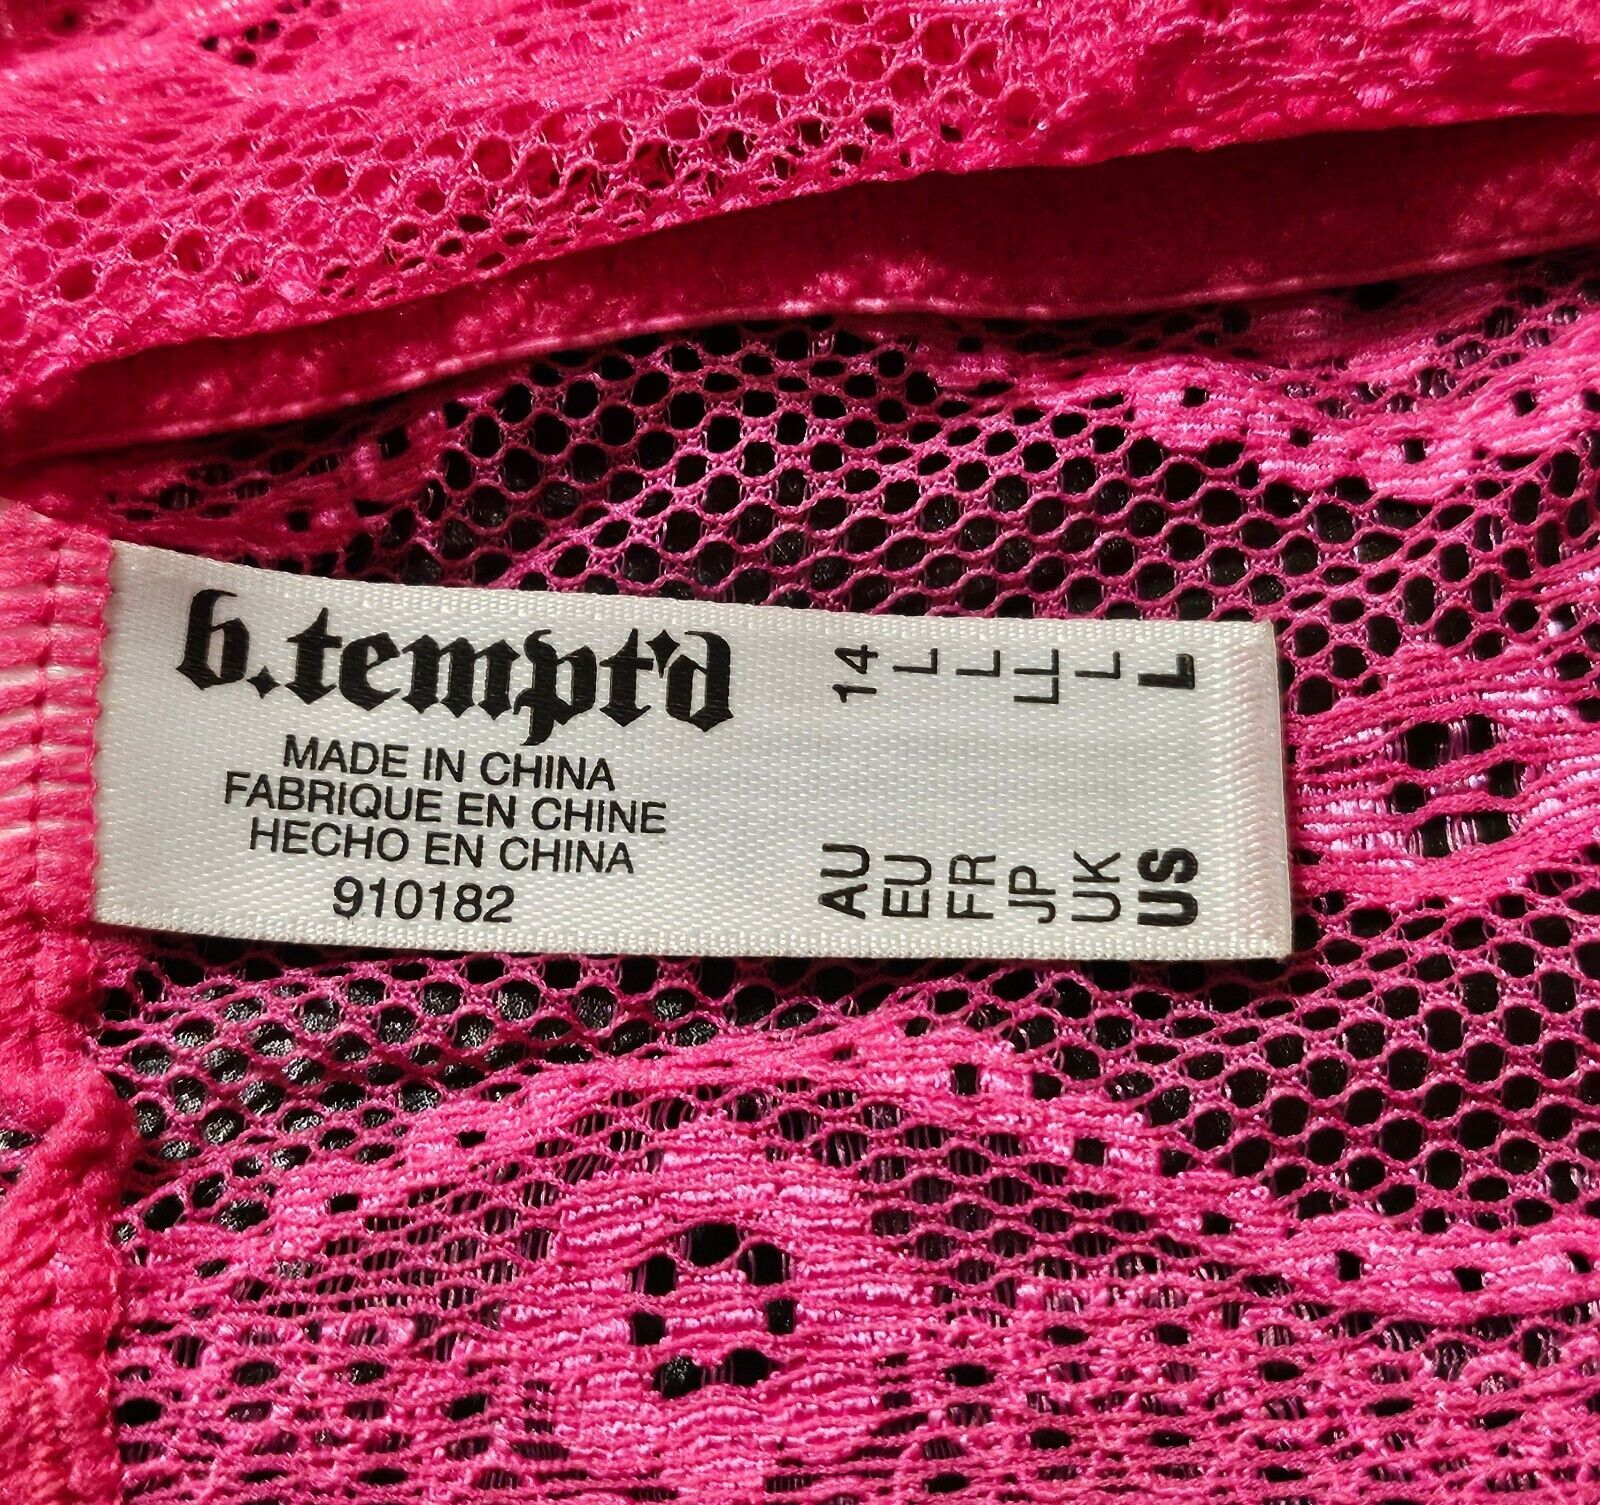 b.tempt'd
MADE IN CHINA
FABRIQUE EN CHINE
HECHO EN CHINA
910182
AU 14
EU L
FR L
JP LL
UK L
US L